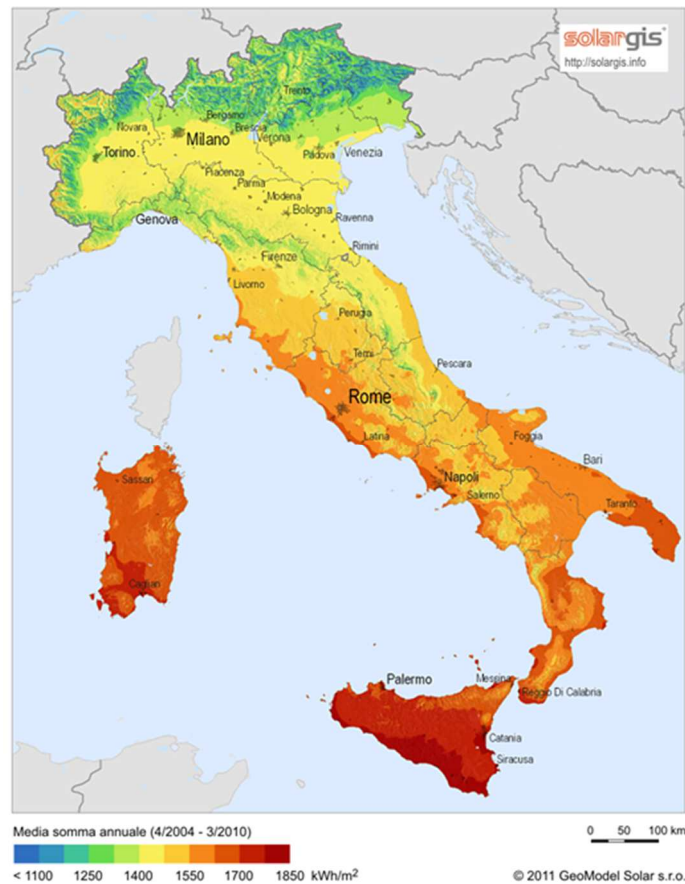 solargis
http://solargis.info
Trento
Bergamo
Novara
Brescia
Milano
Verona
Torino
Padova
Venezia
Piacenza
Parma
Modena
Genova
Bologna
Ravenna
Rimini
Firenze
Livorno
Perugia
Terni
Pescara
Rome
Latina
Foggia
Bari
Napoli
Sassari
Salerno
Taranto
Cagliari
Palermo
Messina
Reggio Di Calabria
Catania
Siracusa
Media somma annuale (4/2004 - 3/2010)
0 50 100 km
< 1100 1250 1400 1550 1700 1850 kWh/m²
© 2011 GeoModel Solar s.r.o.